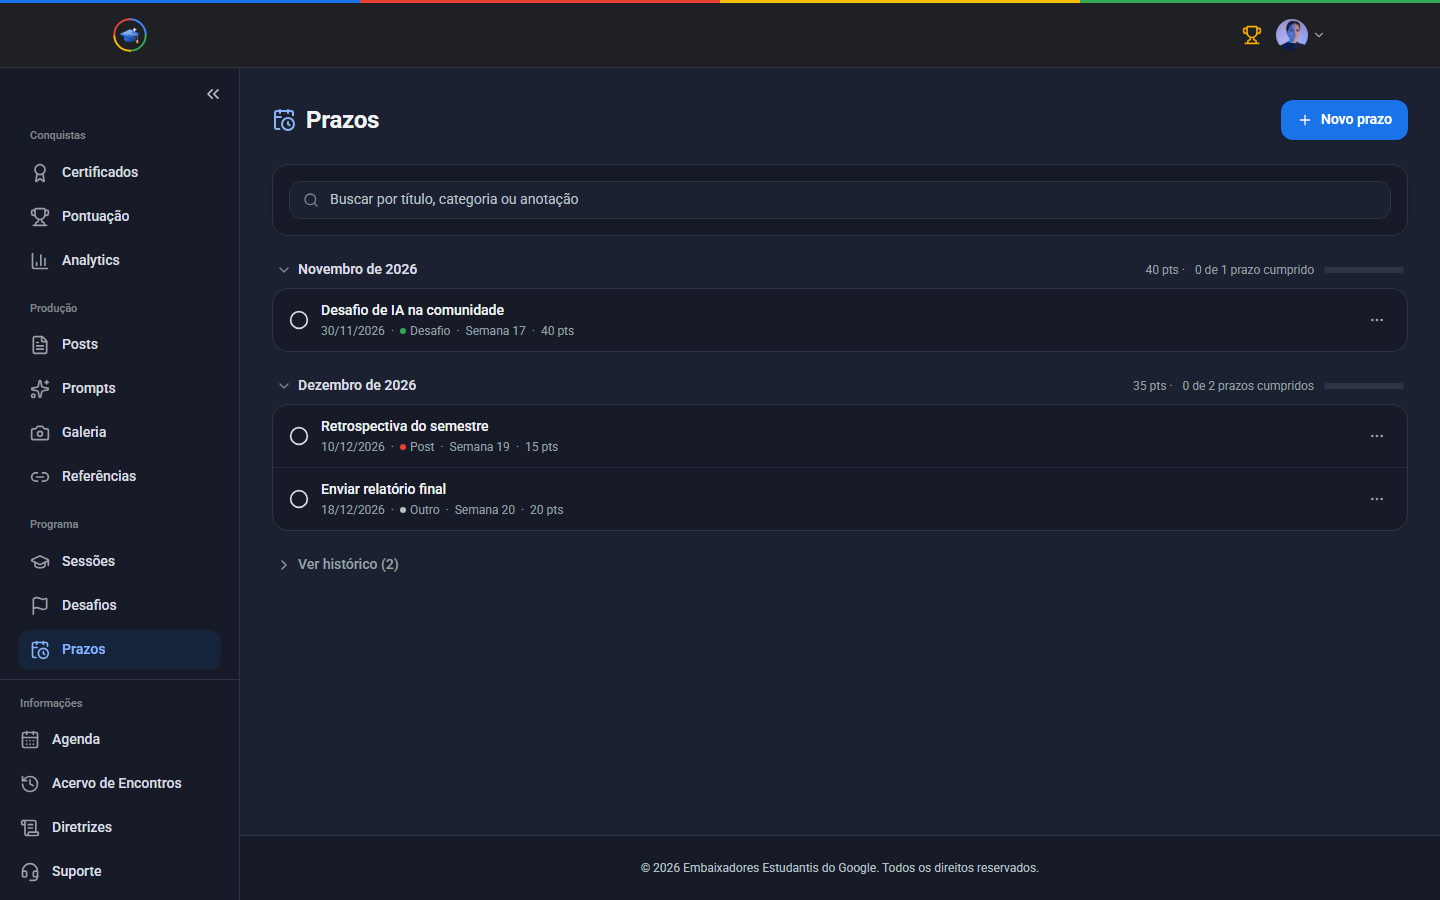 Conquistas
Certificados
Pontuação
Analytics
Produção
Posts
Prompts
Galeria
Referências
Programa
Sessões
Desafios
Prazos
Informações
Agenda
Acervo de Encontros
Diretrizes
Suporte
Prazos
Novo prazo
Buscar por título, categoria ou anotação
Novembro de 2026
40 pts · 0 de 1 prazo cumprido
Desafio de IA na comunidade
30/11/2026 · Desafio · Semana 17 · 40 pts
Dezembro de 2026
35 pts · 0 de 2 prazos cumpridos
Retrospectiva do semestre
10/12/2026 · Post · Semana 19 · 15 pts
Enviar relatório final
18/12/2026 · Outro · Semana 20 · 20 pts
Ver histórico (2)
© 2026 Embaixadores Estudantis do Google. Todos os direitos reservados.